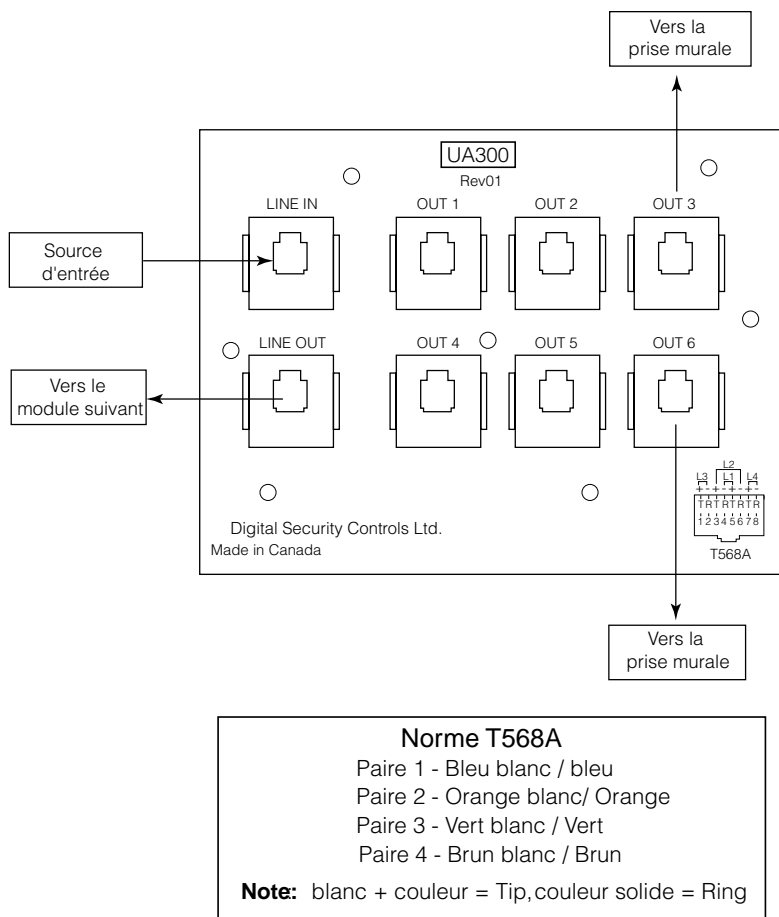 Vers la
prise murale
UA300
Rev01
LINE IN
OUT 1
OUT 2
OUT 3
Source
d'entrée
LINE OUT
OUT 4
OUT 5
OUT 6
Vers le
module suivant
L2
L3
L1
L4
+-+-+-+-
TRTRTRTR
12345678
T568A
Digital Security Controls Ltd.
Made in Canada
Vers la
prise murale
Norme T568A
Paire 1 - Bleu blanc / bleu
Paire 2 - Orange blanc/ Orange
Paire 3 - Vert blanc / Vert
Paire 4 - Brun blanc / Brun
Note: blanc + couleur = Tip,couleur solide = Ring